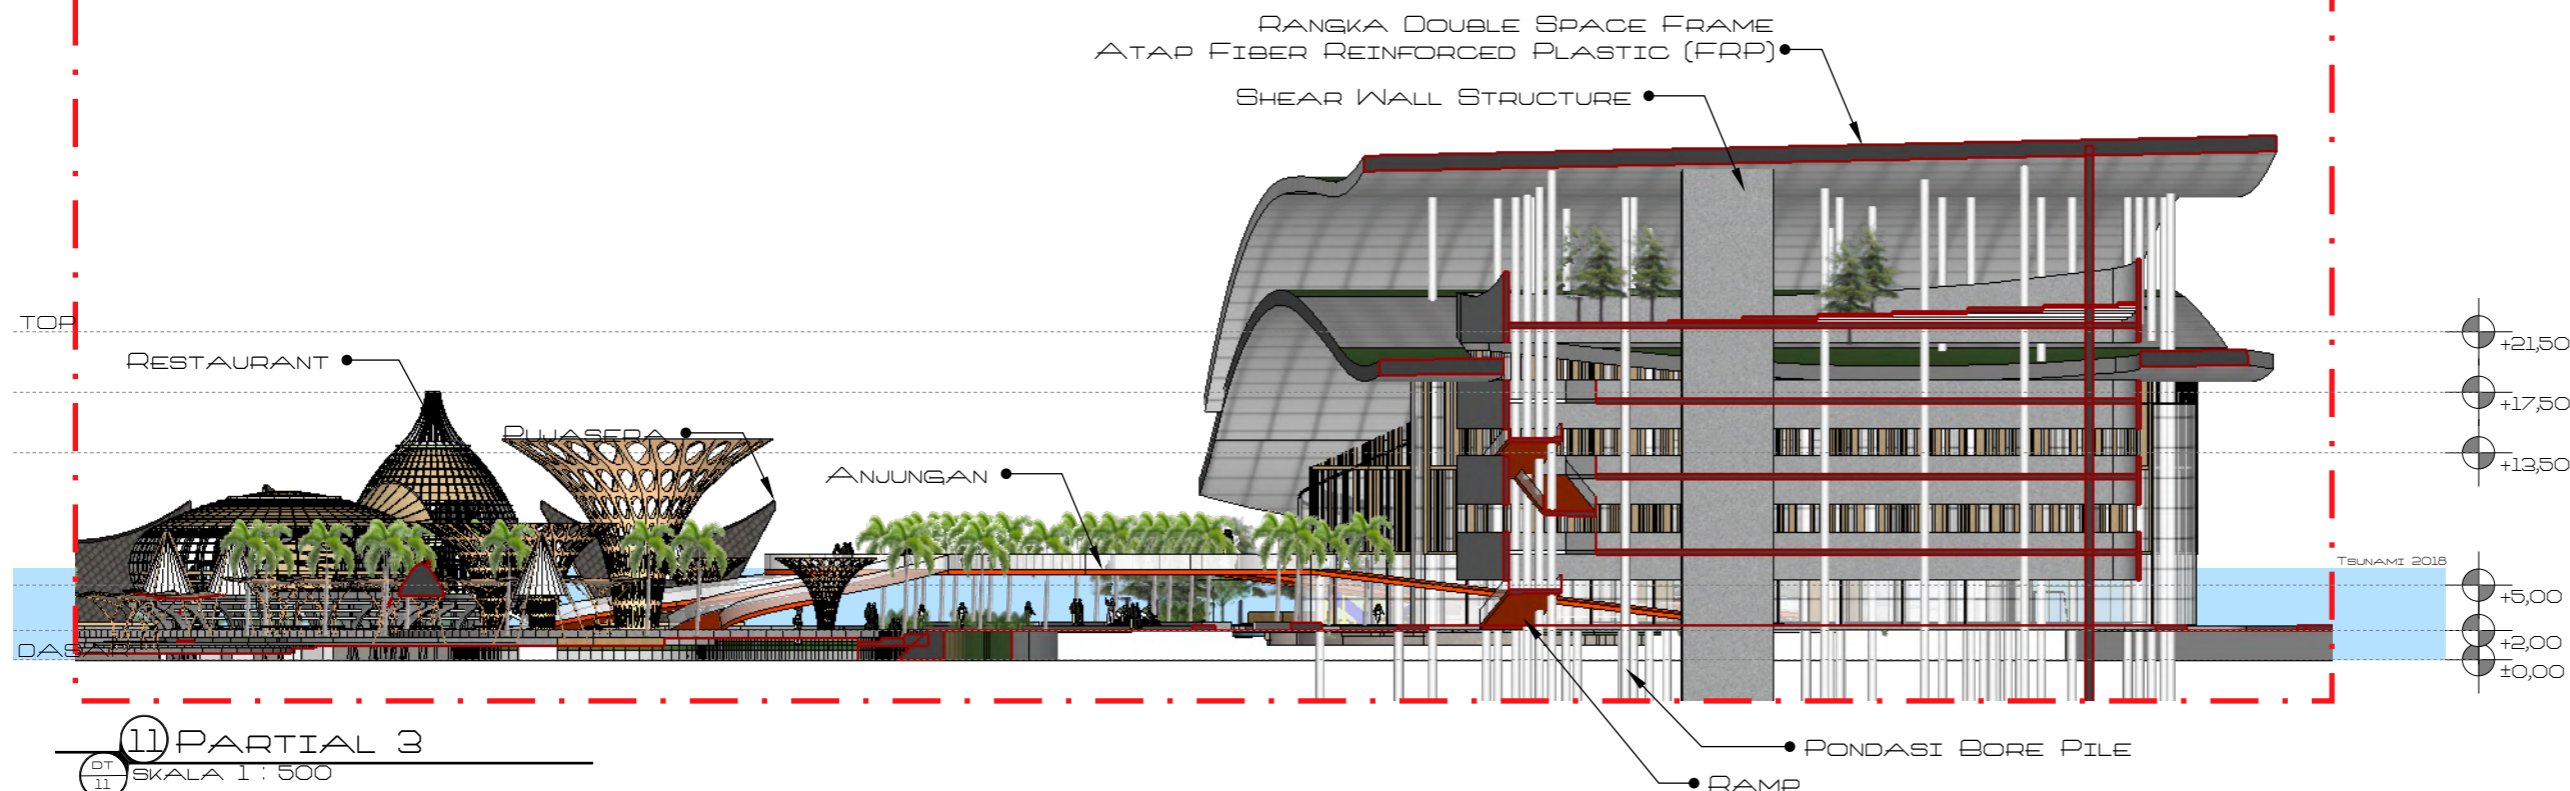 RANGKA DOUBLE SPACE FRAME
ATAP FIBER REINFORCED PLASTIC (FRP)
SHEAR WALL STRUCTURE
TOP
RESTAURANT
PUJASERA
ANJUNGAN
+21,50
+17,50
+13,50
TSUNAMI 2018
+5,00
+2,00
±0,00
DASAR
11 PARTIAL 3
DT
11
SKALA 1 : 500
PONDASI BORE PILE
RAMP